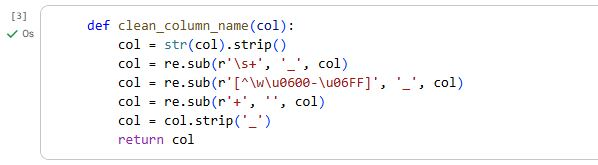 [3]
0s
def clean_column_name(col):
col = str(col).strip()
col = re.sub(r'\s+', '_', col)
col = re.sub(r'[^\w\u0600-\u06FF]', '_', col)
col = re.sub(r'+', '', col)
col = col.strip('_')
return col